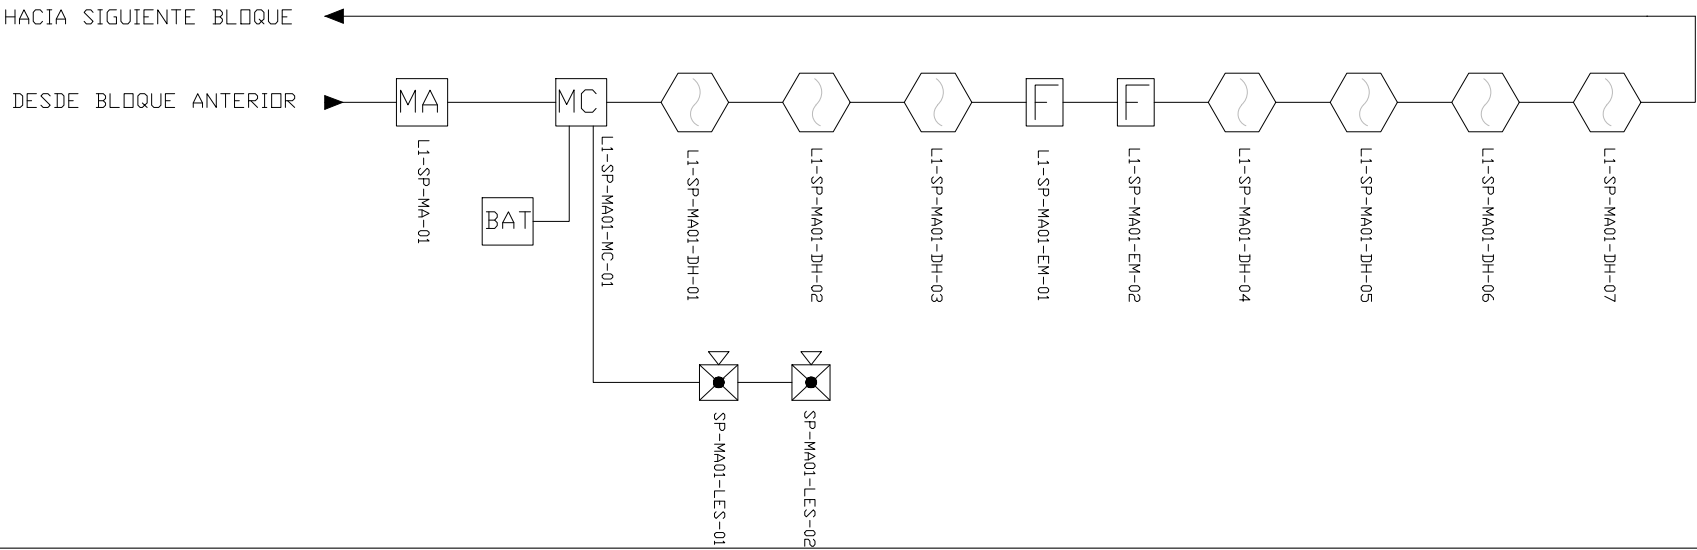 HACIA SIGUIENTE BLOQUE
DESDE BLOQUE ANTERIOR
MA
MC
F
F
BAT
L1-SP-MA-01
L1-SP-MA01-MC-01
L1-SP-MA01-DH-01
L1-SP-MA01-DH-02
L1-SP-MA01-DH-03
L1-SP-MA01-EM-01
L1-SP-MA01-EM-02
L1-SP-MA01-DH-04
L1-SP-MA01-DH-05
L1-SP-MA01-DH-06
L1-SP-MA01-DH-07
SP-MA01-LES-01
SP-MA01-LES-02